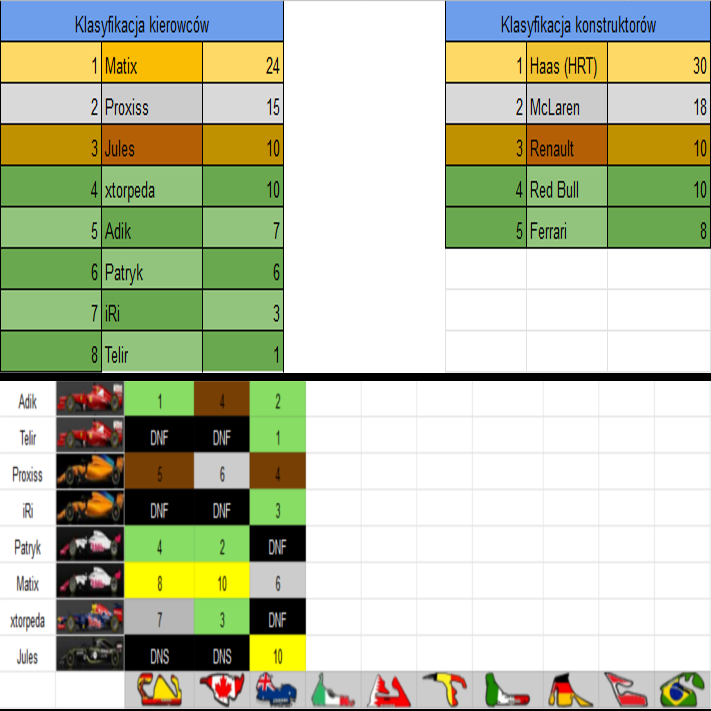 Klasyfikacja kierowców
1 Matix 24
2 Proxiss 15
3 Jules 10
4 xtorpeda 10
5 Adik 7
6 Patryk 6
7 iRi 3
8 Telir 1
Klasyfikacja konstruktorów
1 Haas (HRT) 30
2 McLaren 18
3 Renault 10
4 Red Bull 10
5 Ferrari 8
Adik 1 4 2
Telir DNF DNF 1
Proxiss 5 6 4
iRi DNF DNF 3
Patryk 4 2 DNF
Matix 8 10 6
xtorpeda 7 3 DNF
Jules DNS DNS 10